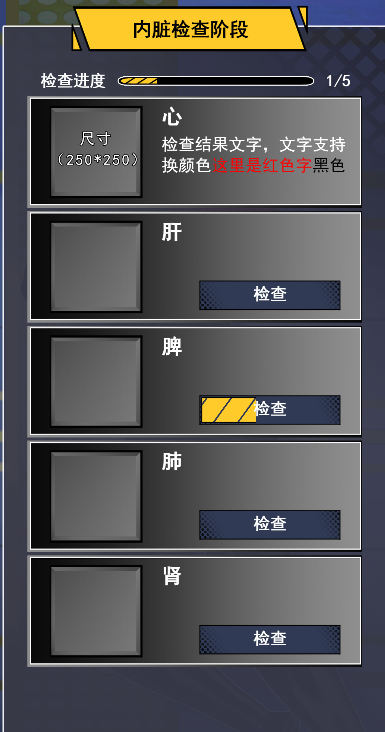 内脏检查阶段
检查进度 1/5
心
尺寸
(250*250)
检查结果文字，文字支持
换颜色这里是红色字黑色
肝
检查
脾
检查
肺
检查
肾
检查